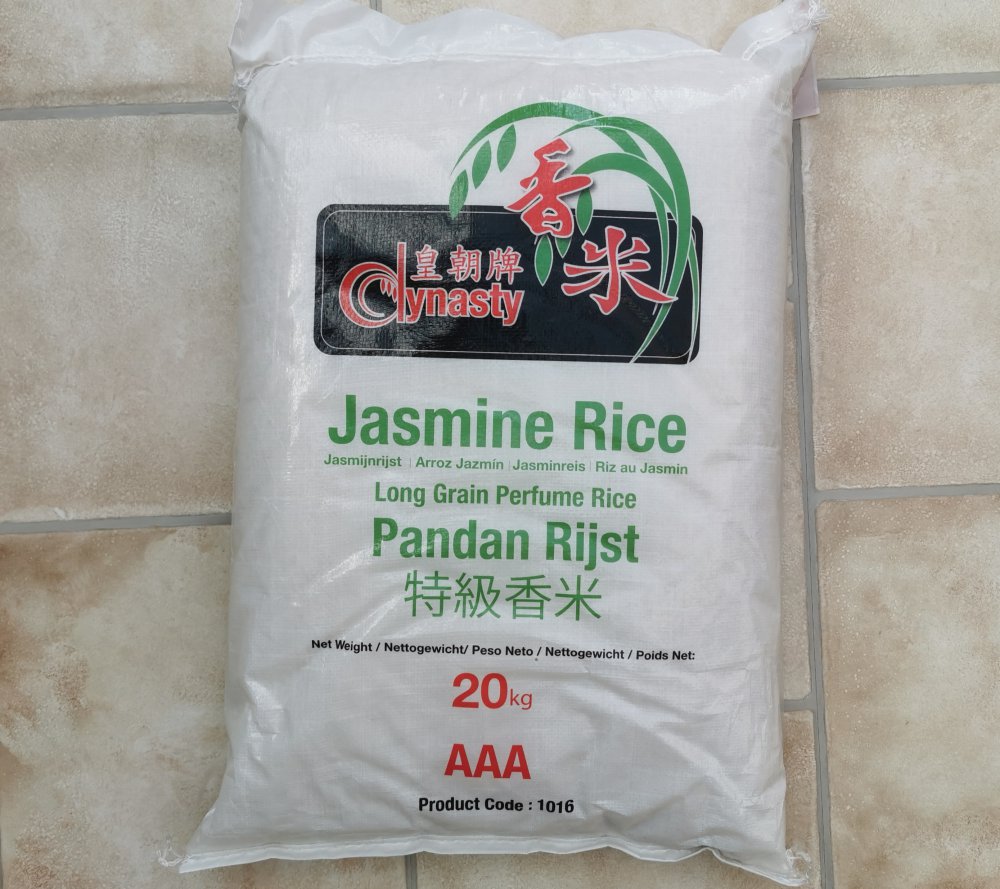 香米
皇朝牌
dynasty
Jasmine Rice
Jasmijnrijst | Arroz Jazmín | Jasminreis | Riz au Jasmin
Long Grain Perfume Rice
Pandan Rijst
特級香米
Net Weight / Nettogewicht/ Peso Neto / Nettogewicht / Poids Net:
20kg
AAA
Product Code : 1016